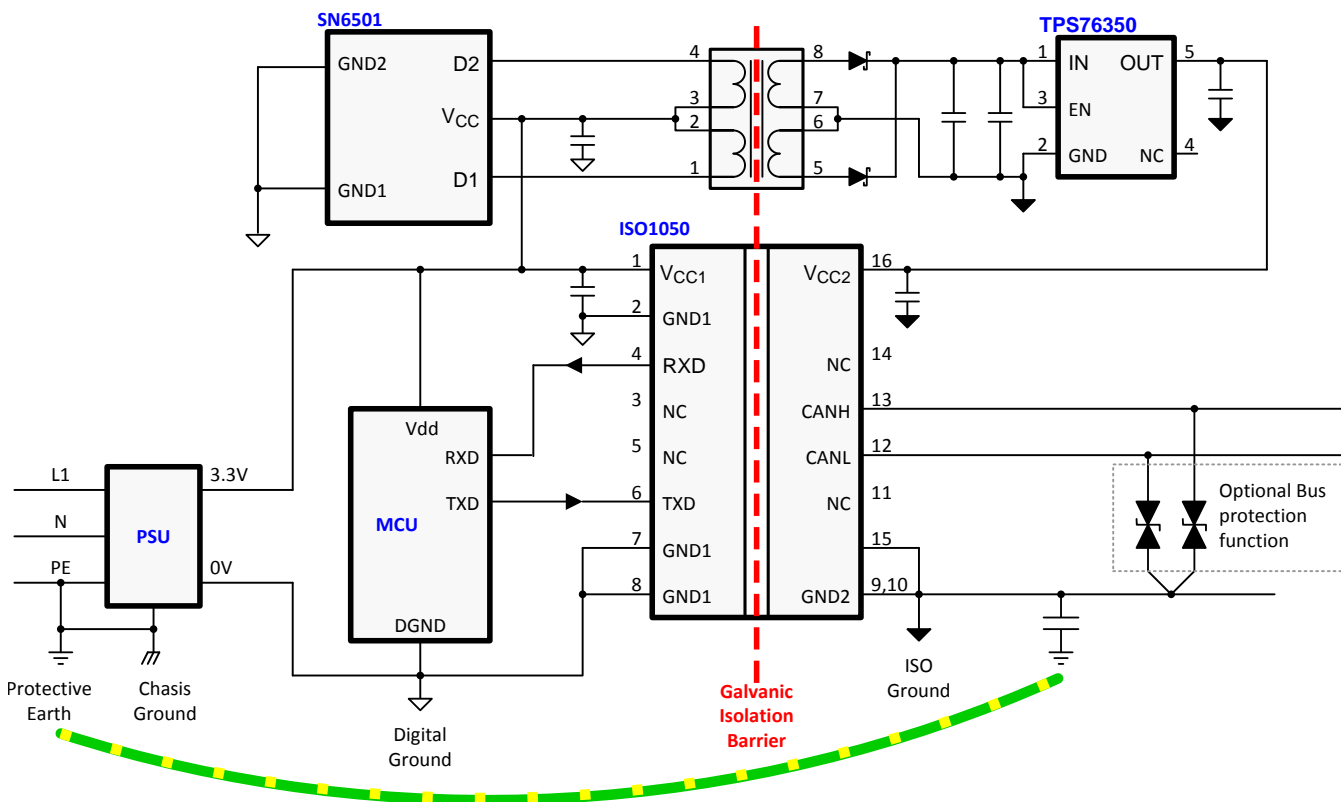 SN6501
TPS76350
GND2
D2
4
8
1
IN
OUT
5
3
7
3
EN
VCC
2
6
2
GND
NC
4
GND1
D1
1
5
ISO1050
1
VCC1
VCC2
16
2
GND1
4
RXD
NC
14
3
NC
CANH
13
Vdd
RXD
5
NC
CANL
12
L1
3.3V
TXD
6
TXD
NC
11
Optional Bus
protection
function
N
PSU
MCU
7
GND1
15
PE
0V
8
GND1
GND2
9,10
DGND
Protective
Earth
Chasis
Ground
Digital
Ground
Galvanic
Isolation
Barrier
ISO
Ground